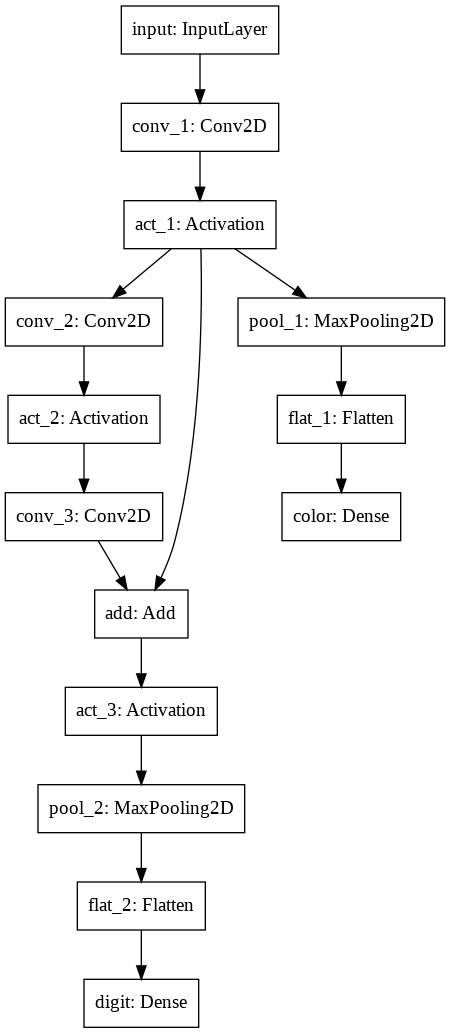 input: InputLayer
conv_1: Conv2D
act_1: Activation
conv_2: Conv2D
pool_1: MaxPooling2D
act_2: Activation
flat_1: Flatten
conv_3: Conv2D
color: Dense
add: Add
act_3: Activation
pool_2: MaxPooling2D
flat_2: Flatten
digit: Dense